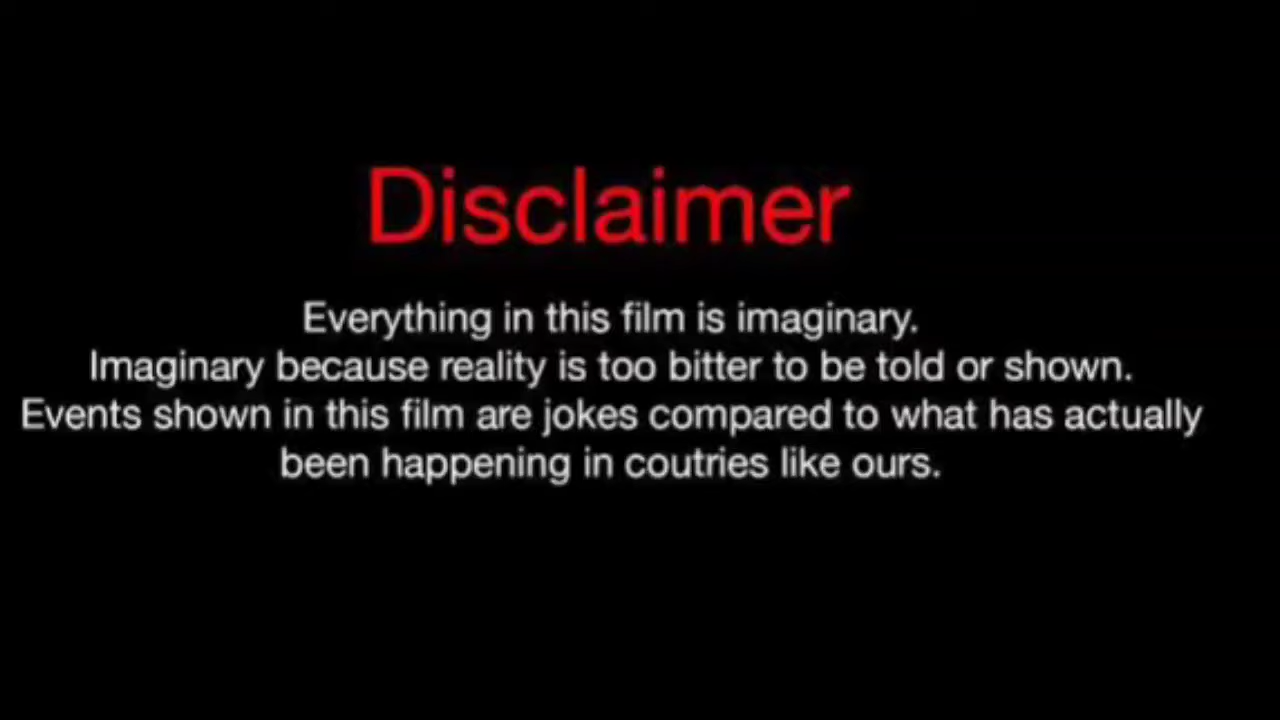 Disclaimer
Everything in this film is imaginary.
Imaginary because reality is too bitter to be told or shown.
Events shown in this film are jokes compared to what has actually
been happening in coutries like ours.